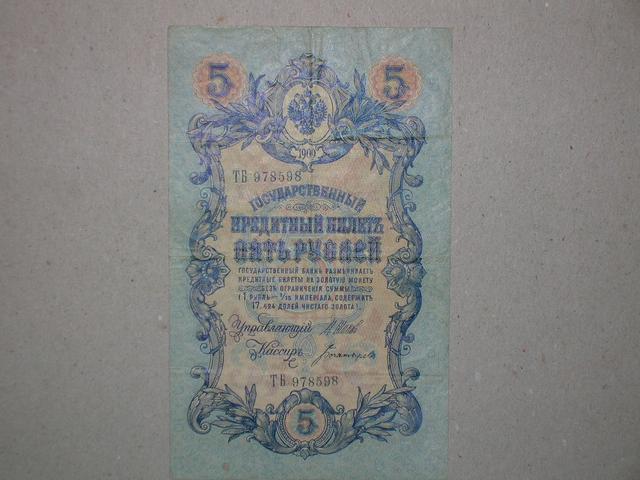 5 5
1909
ТБ 978598
ГОСУДАРСТВЕННЫЙ
КРЕДИТНЫЙ БИЛЕТЪ
ПЯТЬ РУБЛЕЙ
ГОСУДАРСТВЕННЫЙ БАНКЪ РАЗМѢНИВАЕТЪ
КРЕДИТНЫЕ БИЛЕТЫ НА ЗОЛОТУЮ МОНЕТУ
БЕЗЪ ОГРАНИЧЕНІЯ СУММЫ
(1 РУБЛЬ = 1/15 ИМПЕРІАЛА, СОДЕРЖИТЪ
17,424 ДОЛЕЙ ЧИСТАГО ЗОЛОТА).
Управляющій
Кассиръ
ТБ 978598
5